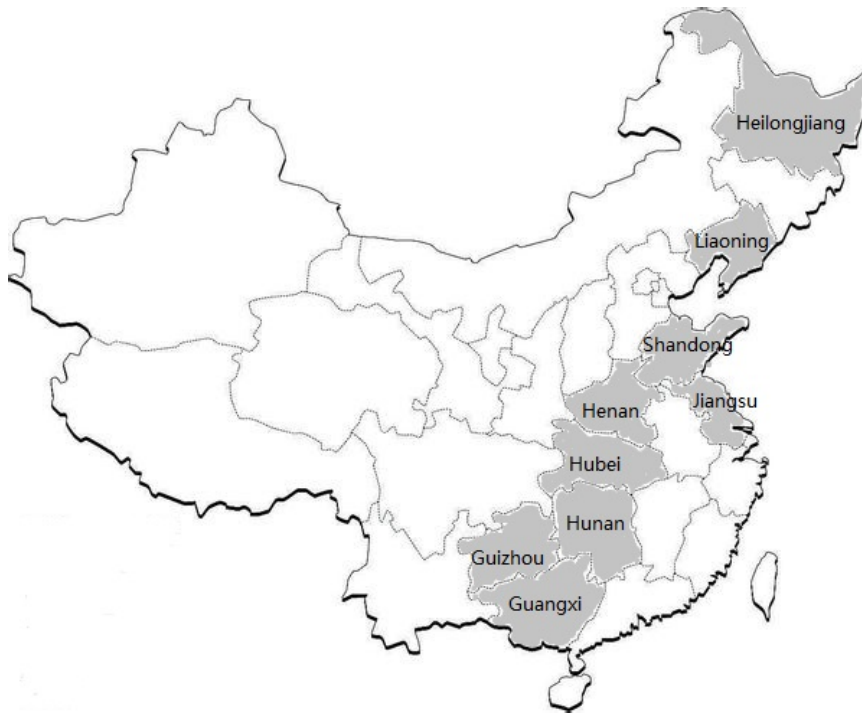 Heilongjiang
Liaoning
Shandong
Jiangsu
Henan
Hubei
Hunan
Guizhou
Guangxi